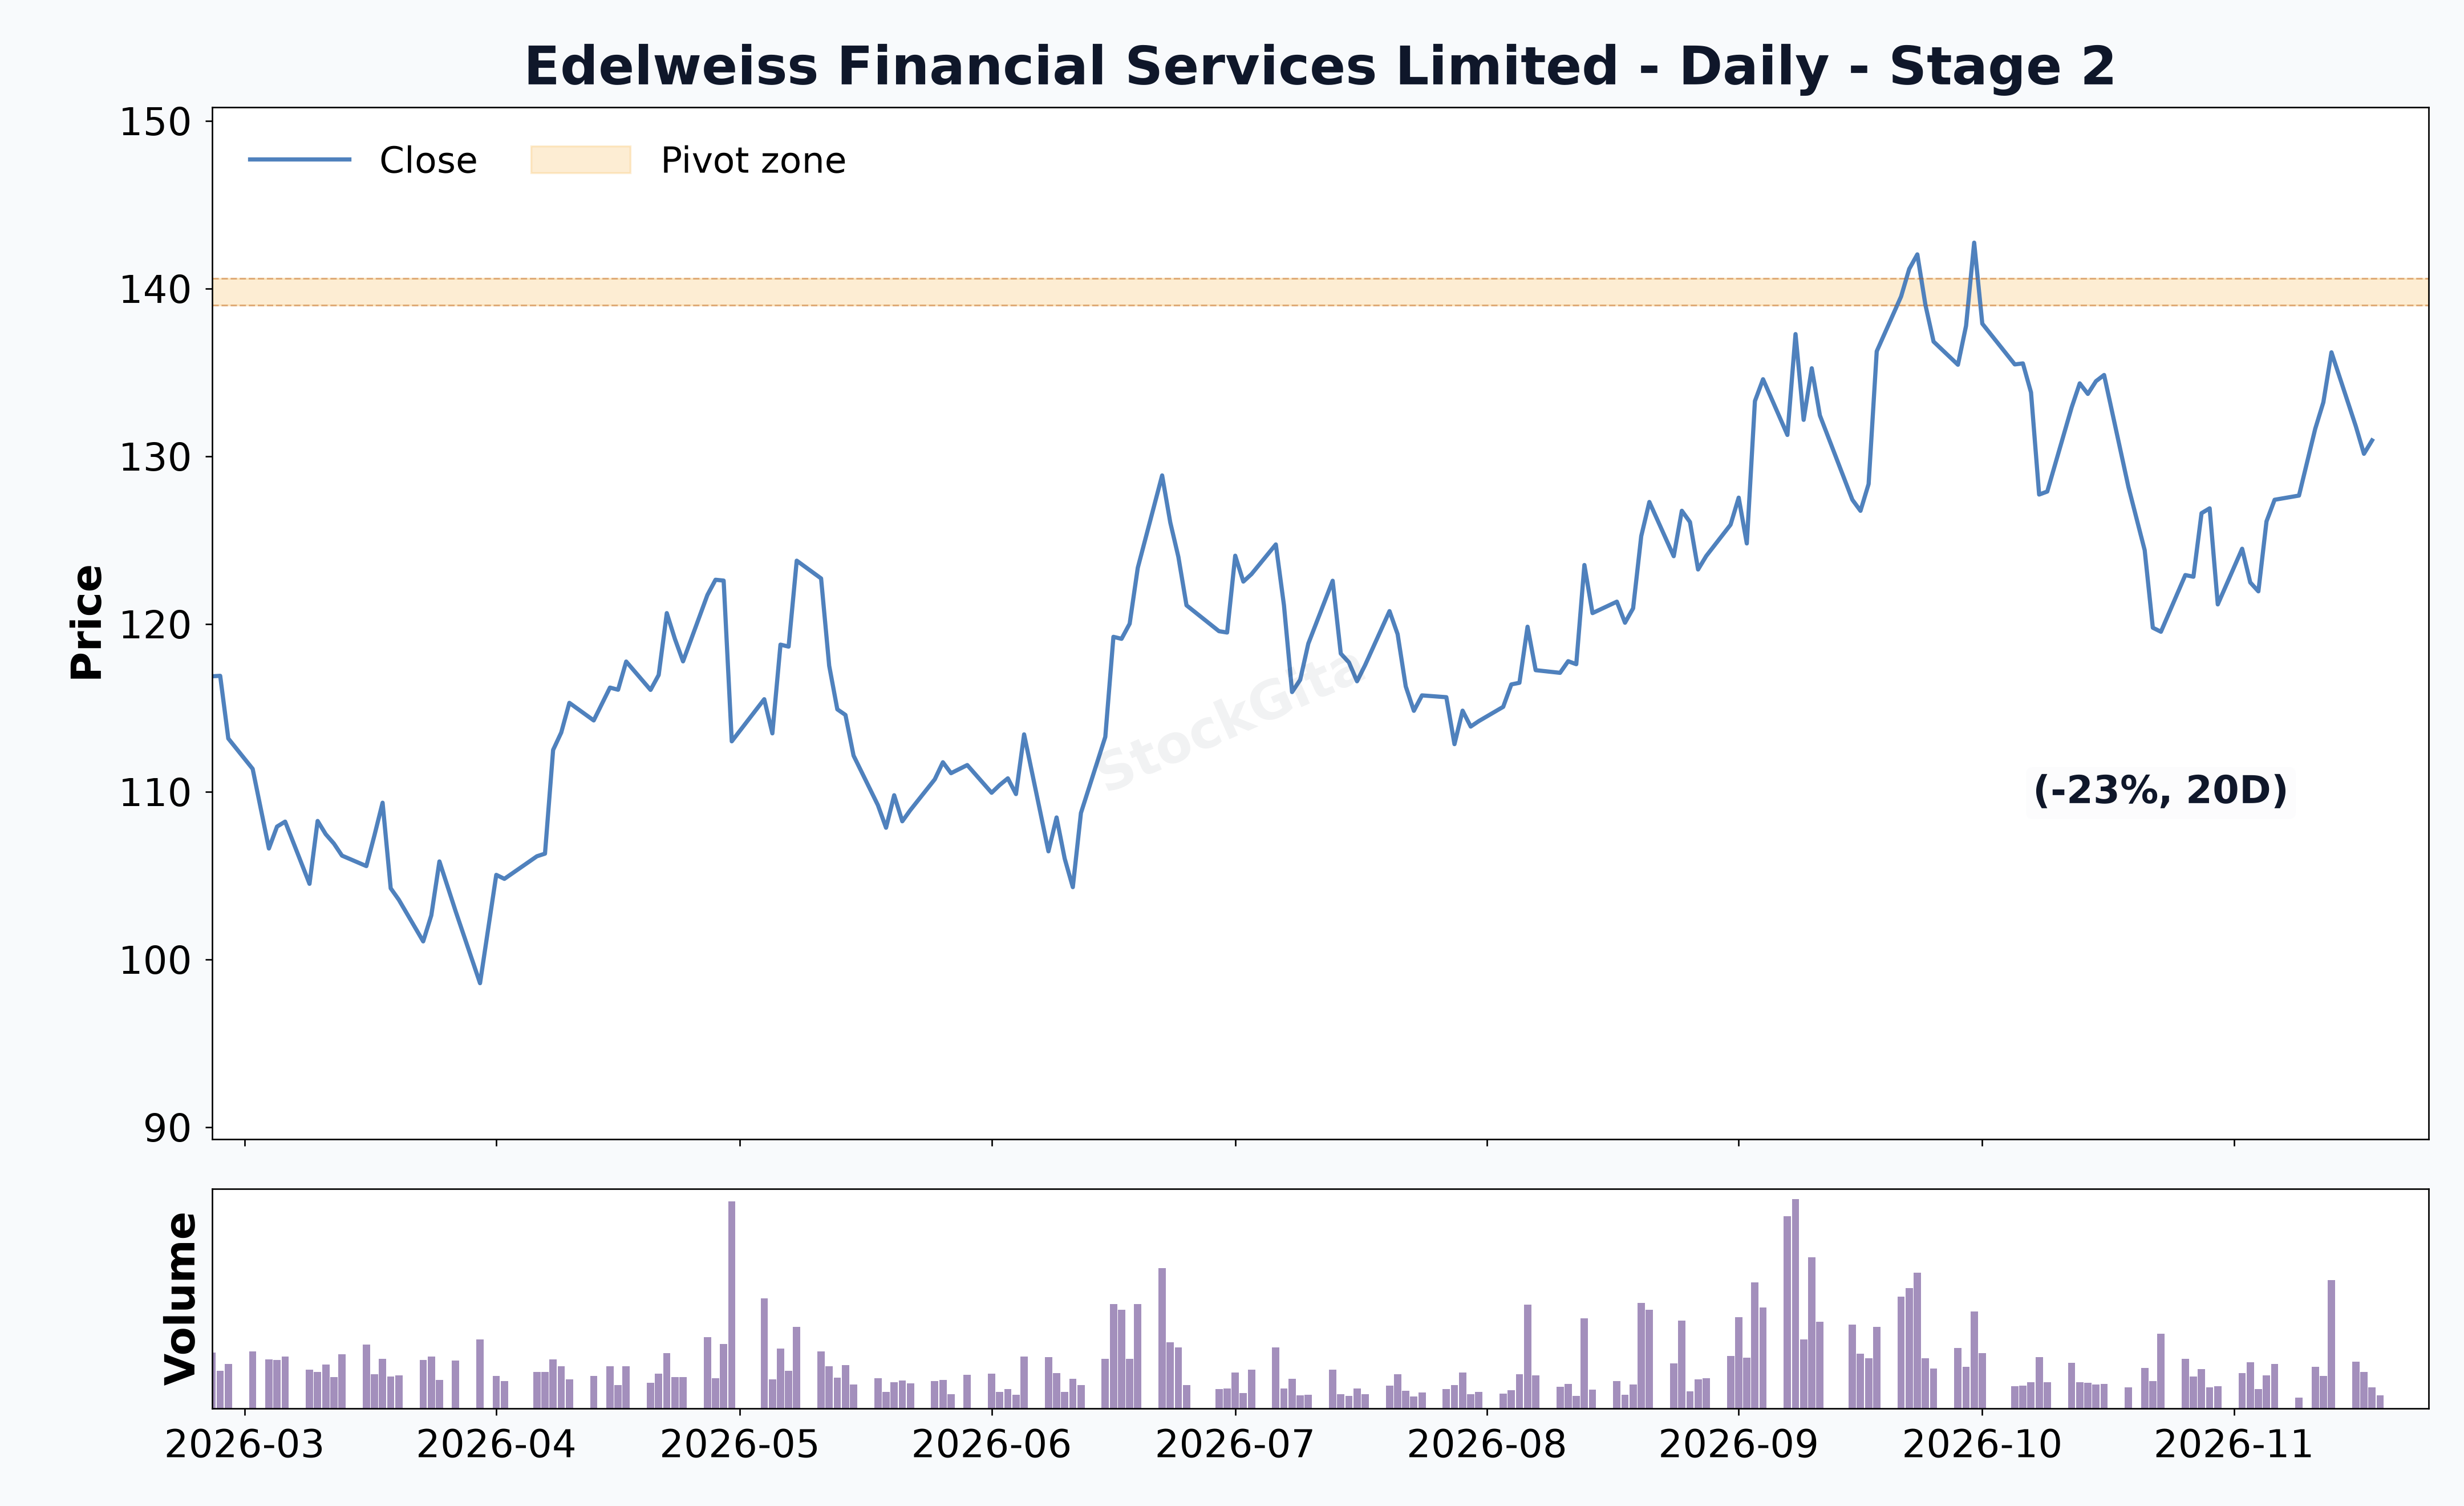 Edelweiss Financial Services Limited - Daily - Stage 2
Close
Pivot zone
150
140
130
120
110
100
90
Price
StockGita
(-23%, 20D)
Volume
2026-03
2026-04
2026-05
2026-06
2026-07
2026-08
2026-09
2026-10
2026-11